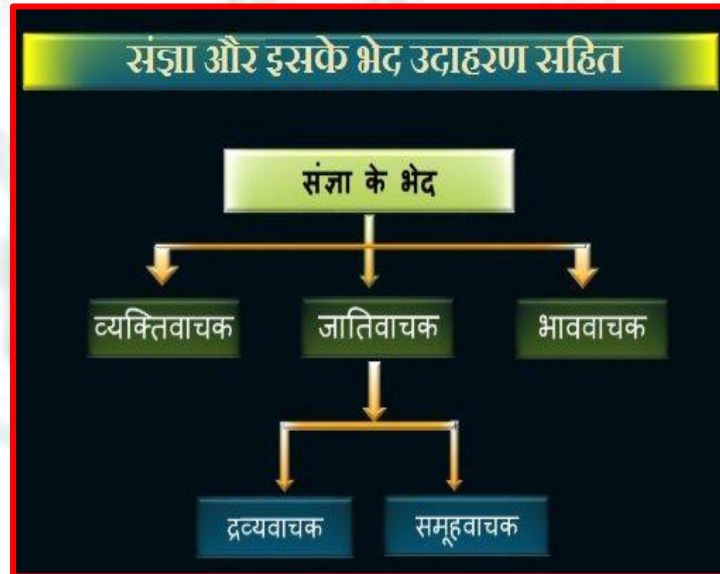 संज्ञा और इसके भेद उदाहरण सहित
संज्ञा के भेद
व्यक्तिवाचक जातिवाचक भाववाचक
द्रव्यवाचक समूहवाचक